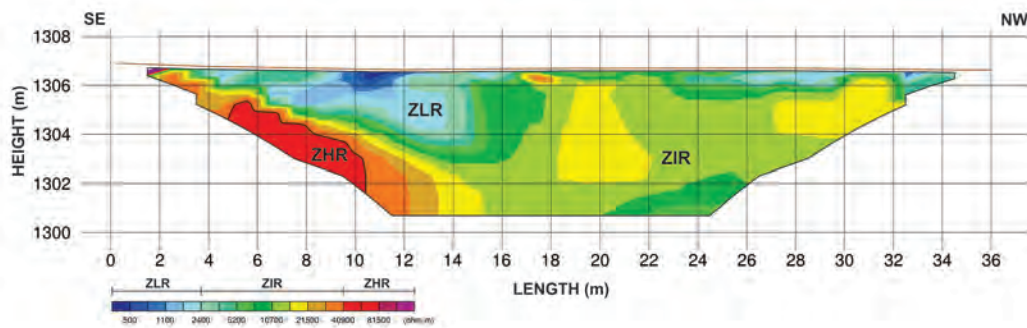 SE NW
1308
1306
1304
1302
1300
HEIGHT (m)
ZLR
ZHR
ZIR
0 2 4 6 8 10 12 14 16 18 20 22 24 26 28 30 32 34 36
LENGTH (m)
ZLR ZIR ZHR
500 1100 2400 5200 10700 21500 40900 81500 (ohm.m)